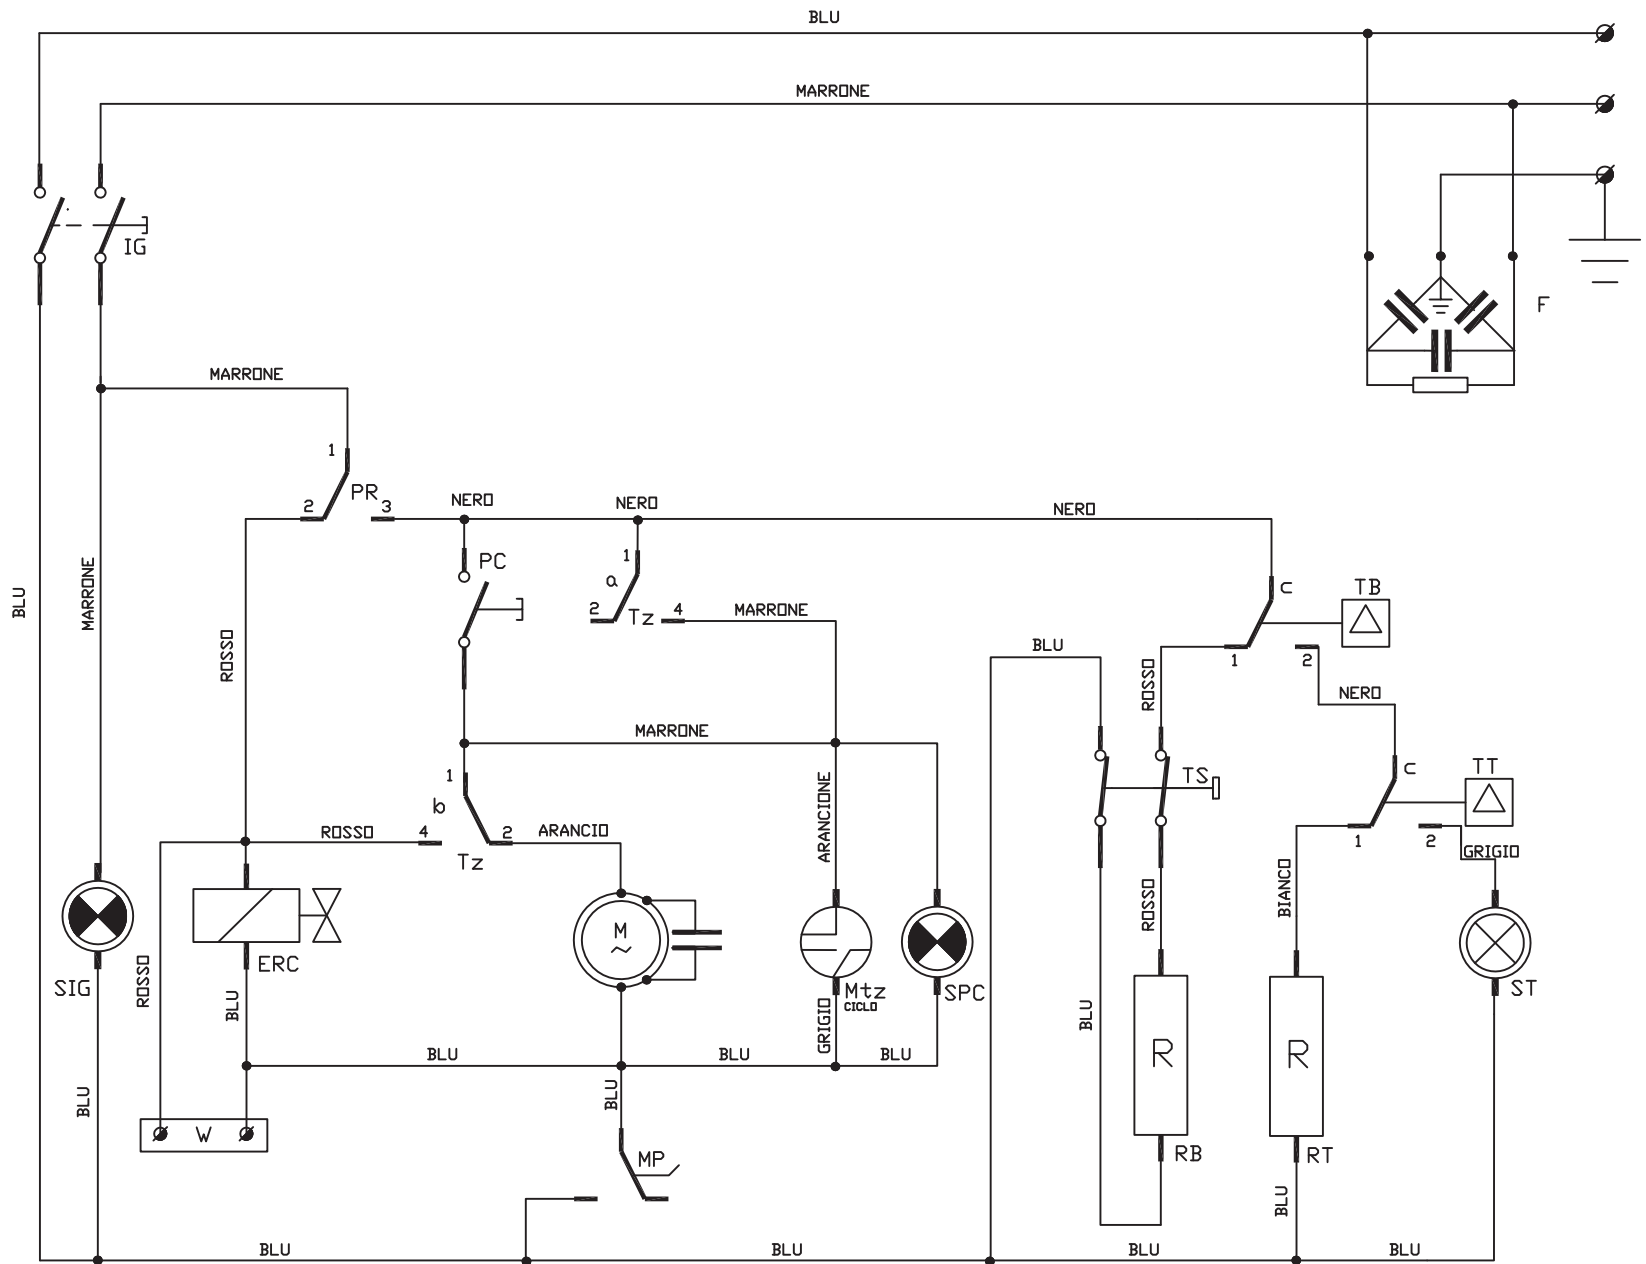 BLU
MARRONE
IG
F
MARRONE
1
PR
2
3
NERO
NERO
NERO
PC
1
a
2
Tz
4
MARRONE
c
TB
1
2
BLU
MARRONE
ROSSO
BLU
ROSSO
NERO
MARRONE
1
b
4
ROSSO
2
ARANCIO
Tz
ARANCIONE
TS
c
TT
1
2
GRIGIO
BIANCO
ROSSO
M
~
SIG
ROSSO
ERC
BLU
Mtz
CICLO
GRIGIO
SPC
BLU
R
R
ST
BLU
BLU
BLU
BLU
BLU
W
MP
RB
RT
BLU
BLU
BLU
BLU
BLU